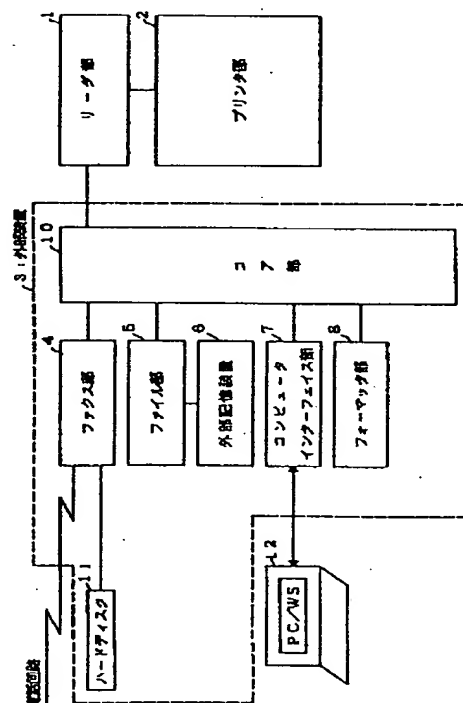 1
リーダ部
2
プリンタ部
3:外部装置
10
コア部
4
ファックス部
5
ファイル部
6
外部記憶装置
7
コンピュータ
インターフェイス部
8
フォーマッタ部
11
ハードディスク
12
PC/WS
電話回路